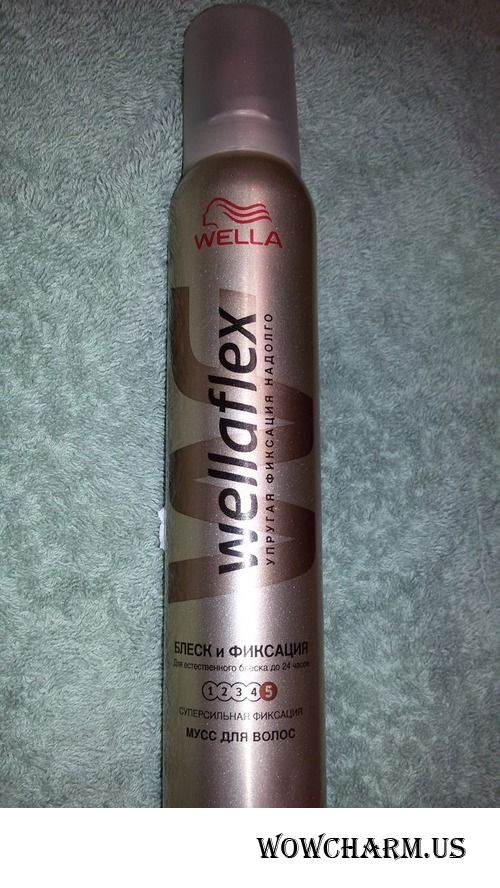 WELLA
wellaflex
УПРУГАЯ ФИКСАЦИЯ НАДОЛГО
БЛЕСК и ФИКСАЦИЯ
Для естественного блеска до 24 часов
1 2 3 4 5
СУПЕРСИЛЬНАЯ ФИКСАЦИЯ
МУСС ДЛЯ ВОЛОС
WOWCHARM.US